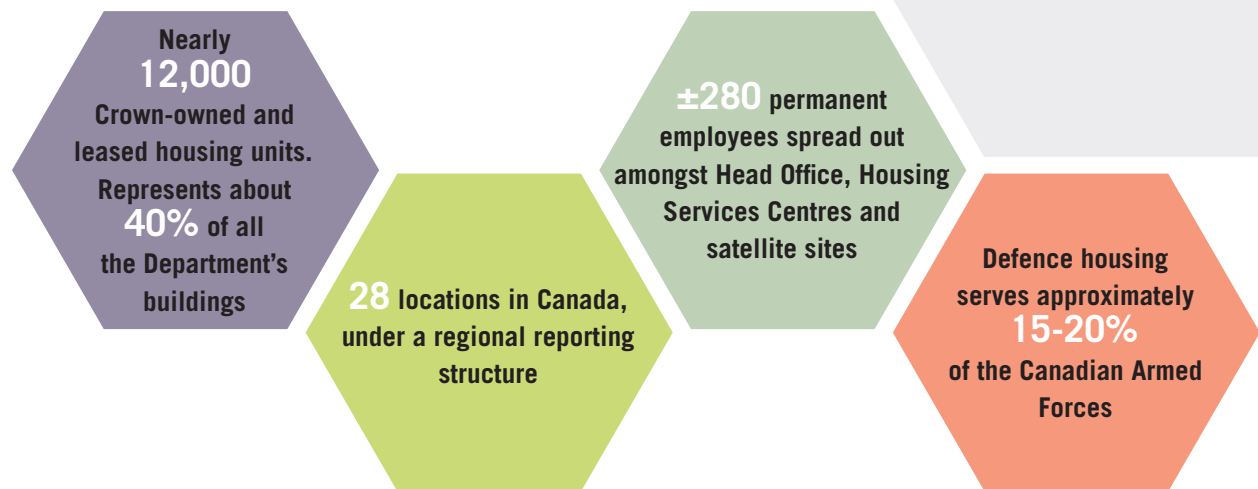 Nearly
12,000
Crown-owned and
leased housing units.
Represents about
40% of all
the Department's
buildings
28 locations in Canada,
under a regional reporting
structure
±280 permanent
employees spread out
amongst Head Office, Housing
Services Centres and
satellite sites
Defence housing
serves approximately
15-20%
of the Canadian Armed
Forces